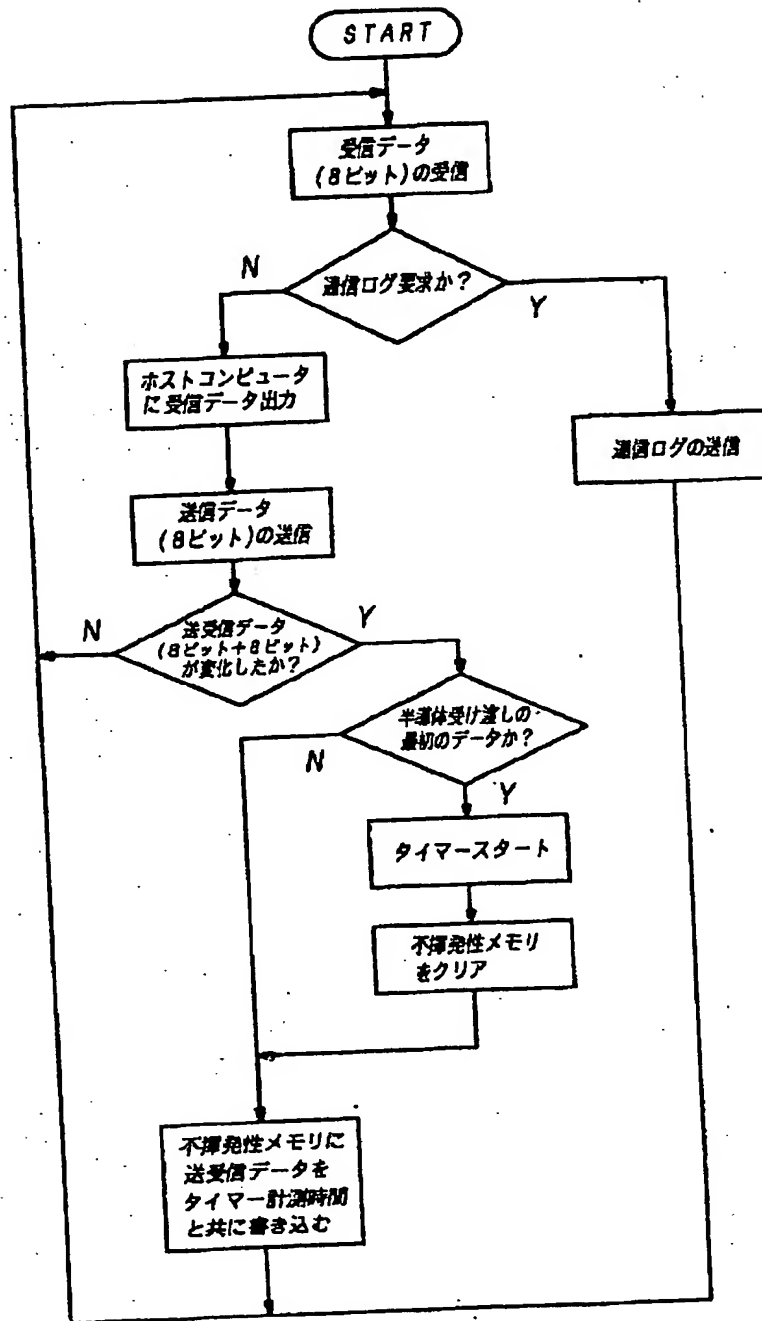 START
受信データ
(8ビット)の受信
通信ログ要求か?
N
Y
ホストコンピュータ
に受信データ出力
通信ログの送信
送信データ
(8ビット)の送信
送受信データ
(8ビット+8ビット)
が変化したか?
N
Y
半導体受け渡しの
最初のデータか?
N
Y
タイマースタート
不揮発性メモリ
をクリア
不揮発性メモリに
送受信データを
タイマー計測時間
と共に書き込む